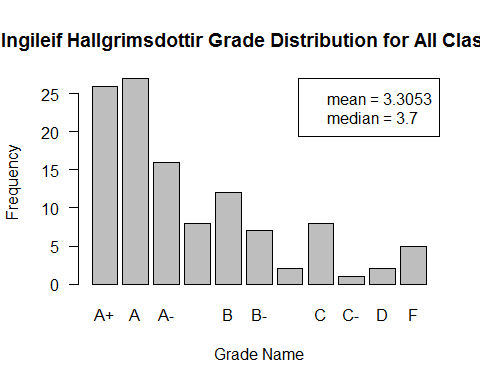 Ingileif Hallgrimsdottir Grade Distribution for All Clas
mean = 3.3053
median = 3.7
Frequency
25
20
15
10
5
0
A+ A A- B B- C C- D F
Grade Name